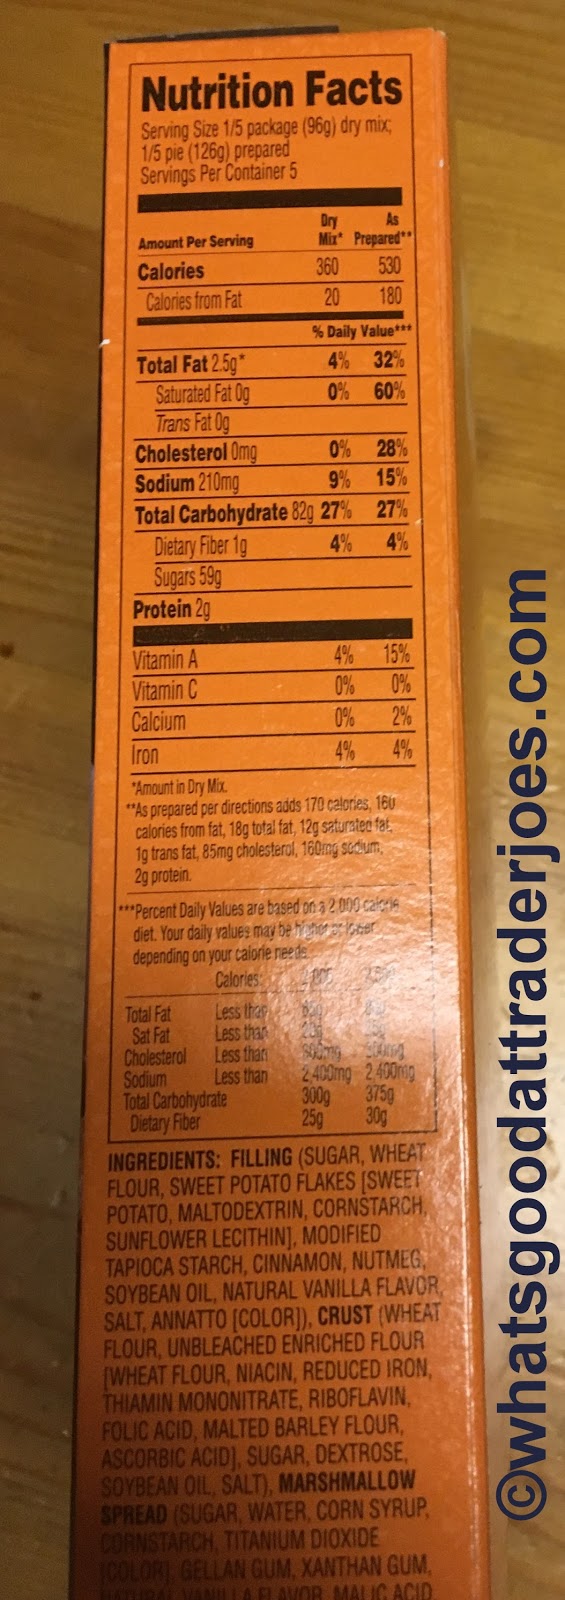 Nutrition Facts
Serving Size 1/5 package (96g) dry mix;
1/5 pie (126g) prepared
Servings Per Container 5
Amount Per Serving Dry Mix* As Prepared**
Calories 360 530
Calories from Fat 20 180
% Daily Value***
Total Fat 2.5g* 4% 32%
Saturated Fat 0g 0% 60%
Trans Fat 0g
Cholesterol 0mg 0% 28%
Sodium 210mg 9% 15%
Total Carbohydrate 82g 27% 27%
Dietary Fiber 1g 4% 4%
Sugars 59g
Protein 2g
Vitamin A 4% 15%
Vitamin C 0% 0%
Calcium 0% 2%
Iron 4% 4%
*Amount in Dry Mix.
**As prepared per directions adds 170 calories, 160
calories from fat, 18g total fat, 12g saturated fat,
1g trans fat, 85mg cholesterol, 160mg sodium,
2g protein.
***Percent Daily Values are based on a 2,000 calorie
diet. Your daily values may be higher or lower
depending on your calorie needs.
Calories:
Total Fat Less than
Sat Fat Less than
Cholesterol Less than
Sodium Less than 2,400mg 2,400mg
Total Carbohydrate 300g 375g
Dietary Fiber 25g 30g
INGREDIENTS: FILLING (SUGAR, WHEAT
FLOUR, SWEET POTATO FLAKES [SWEET
POTATO, MALTODEXTRIN, CORNSTARCH,
SUNFLOWER LECITHIN], MODIFIED
TAPIOCA STARCH, CINNAMON, NUTMEG,
SOYBEAN OIL, NATURAL VANILLA FLAVOR,
SALT, ANNATTO [COLOR]), CRUST (WHEAT
FLOUR, UNBLEACHED ENRICHED FLOUR
[WHEAT FLOUR, NIACIN, REDUCED IRON,
THIAMIN MONONITRATE, RIBOFLAVIN,
FOLIC ACID, MALTED BARLEY FLOUR,
ASCORBIC ACID], SUGAR, DEXTROSE,
SOYBEAN OIL, SALT), MARSHMALLOW
SPREAD (SUGAR, WATER, CORN SYRUP,
CORNSTARCH, TITANIUM DIOXIDE
[COLOR], GELLAN GUM, XANTHAN GUM,
NATURAL VANILLA FLAVOR, MALIC ACID
©whatsgoodattraderjoes.com